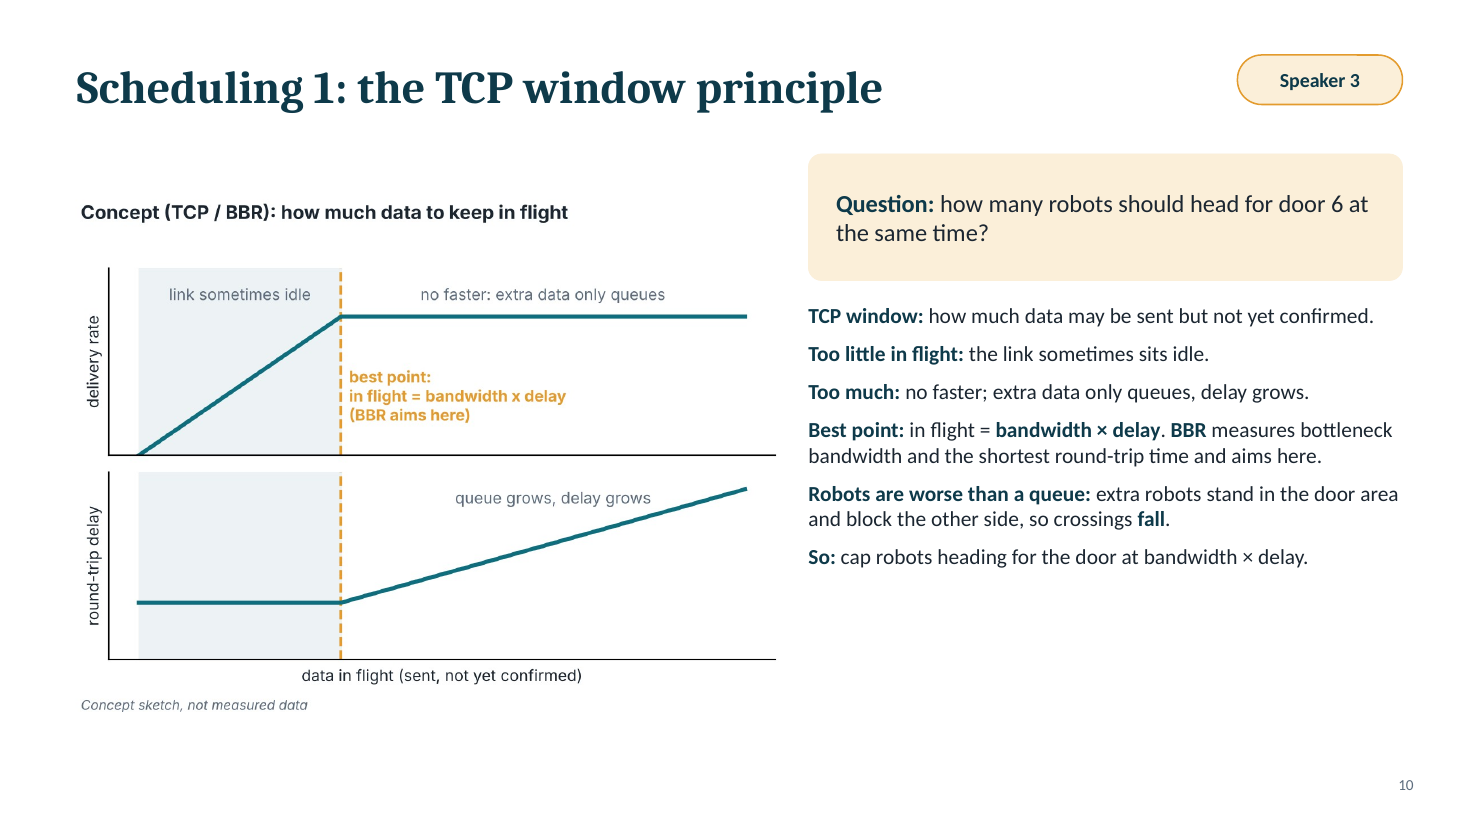 Scheduling 1: the TCP window principle
Speaker 3
Concept (TCP / BBR): how much data to keep in flight
link sometimes idle
no faster: extra data only queues
delivery rate
best point:
in flight = bandwidth x delay
(BBR aims here)
queue grows, delay grows
round-trip delay
data in flight (sent, not yet confirmed)
Concept sketch, not measured data
Question: how many robots should head for door 6 at
the same time?
TCP window: how much data may be sent but not yet confirmed.
Too little in flight: the link sometimes sits idle.
Too much: no faster; extra data only queues, delay grows.
Best point: in flight = bandwidth × delay. BBR measures bottleneck
bandwidth and the shortest round-trip time and aims here.
Robots are worse than a queue: extra robots stand in the door area
and block the other side, so crossings fall.
So: cap robots heading for the door at bandwidth × delay.
10